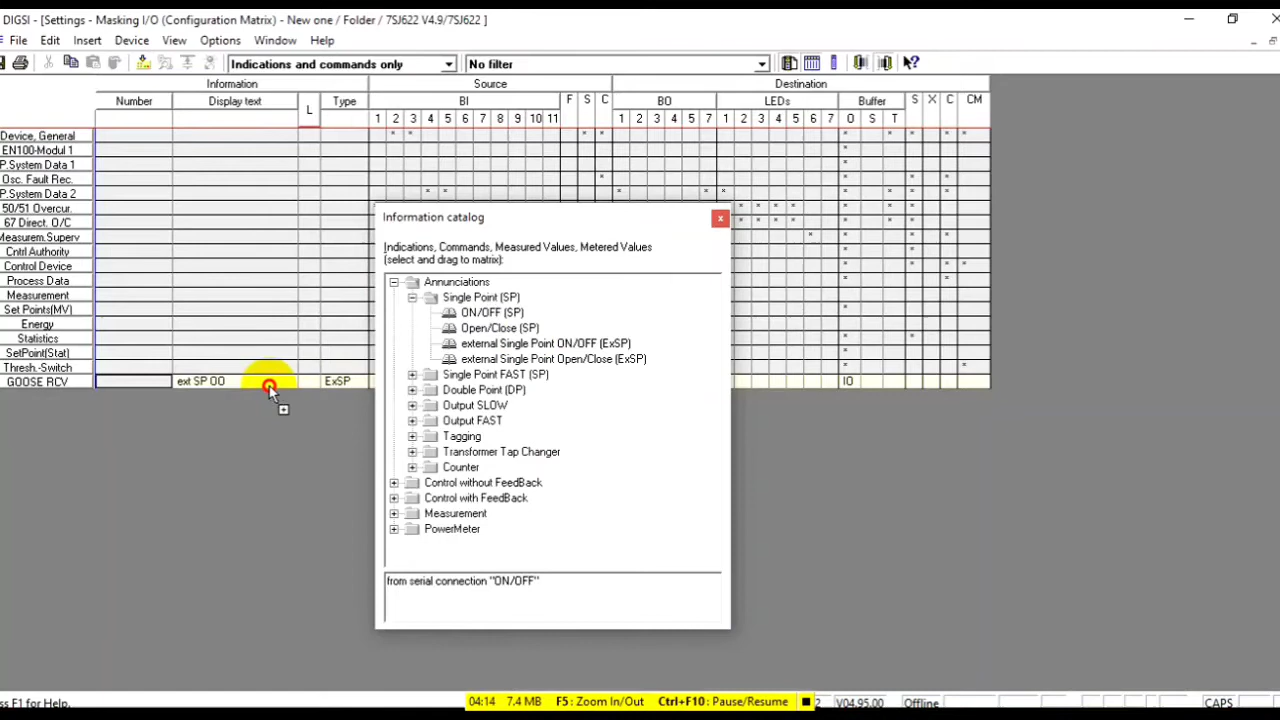 DIGSI - [Settings - Masking I/O (Configuration Matrix) - New one / Folder / 7SJ622 V4.9/7SJ622 ]
File Edit Insert Device View Options Window Help
Indications and commands only No filter
Information Source Destination
Number Display text L Type BI F S C BO LEDs Buffer S X C CM
1 2 3 4 5 6 7 8 9 10 11 1 2 3 4 5 7 1 2 3 4 5 6 7 O S T
Device, General * * * * * * * * *
EN100-Modul 1 *
P.System Data 1 *
Osc. Fault Rec. * * * *
P.System Data 2 * * * * * * * * *
50/51 Overcur. * * * * * * * *
67 Direct. O/C * * * * * * * *
Measurem.Superv * * * *
Cntrl Authority * * *
Control Device * * * *
Process Data * *
Measurement
Set Points(MV) *
Energy
Statistics * *
SetPoint(Stat) *
Thresh.-Switch * *
GOOSE RCV ext SP OO ExSP IO
Information catalog
Indications, Commands, Measured Values, Metered Values
(select and drag to matrix):
Annunciations
Single Point (SP)
ON/OFF (SP)
Open/Close (SP)
external Single Point ON/OFF (ExSP)
external Single Point Open/Close (ExSP)
Single Point FAST (SP)
Double Point (DP)
Output SLOW
Output FAST
Tagging
Transformer Tap Changer
Counter
Control without FeedBack
Control with FeedBack
Measurement
PowerMeter
from serial connection "ON/OFF"
ss F1 for Help.
04:14 7.4 MB F5: Zoom In/Out Ctrl+F10: Pause/Resume 2 V04.95.00 Offline CAPS